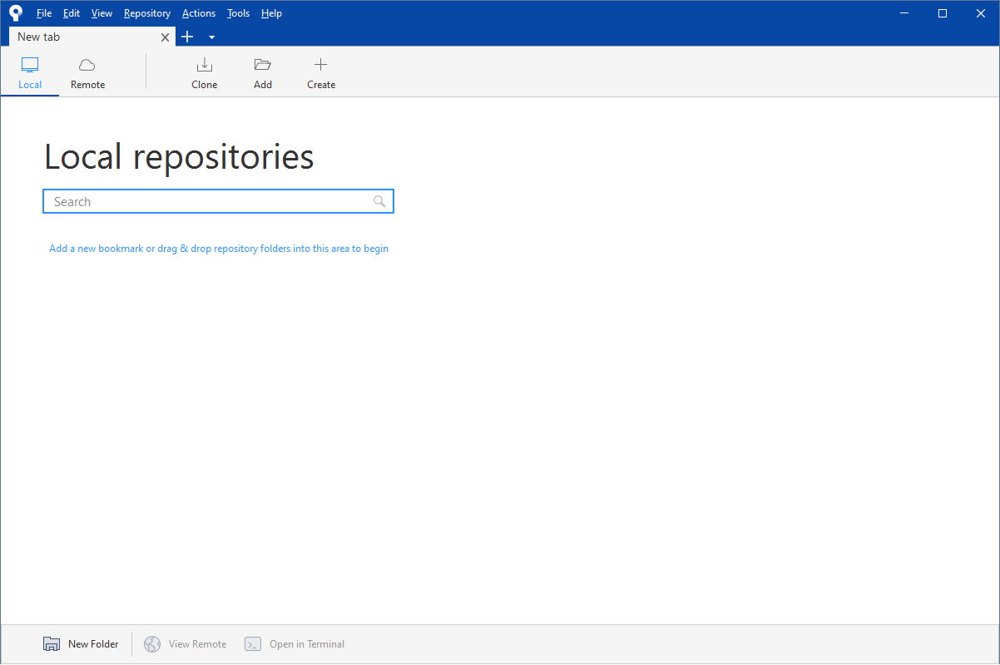 File Edit View Repository Actions Tools Help
New tab
Local Remote Clone Add Create
Local repositories
Search
Add a new bookmark or drag & drop repository folders into this area to begin
New Folder View Remote Open in Terminal